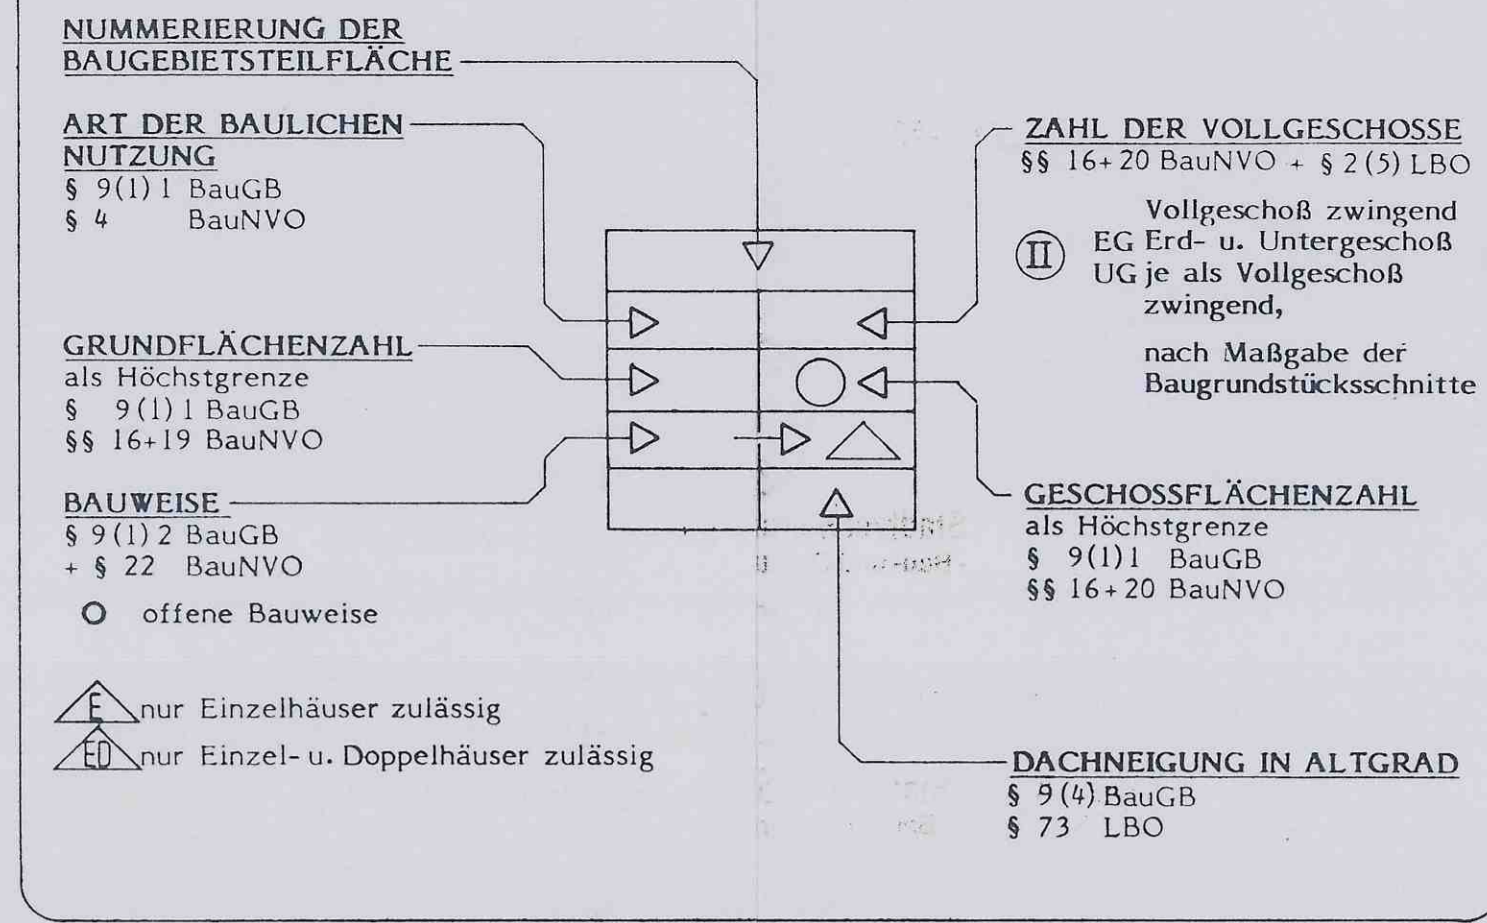 NUMMERIERUNG DER
BAUGEBIETSTEILFLÄCHE
ART DER BAULICHEN
NUTZUNG
§ 9(1) 1 BauGB
§ 4 BauNVO
GRUNDFLÄCHENZAHL
als Höchstgrenze
§ 9(1) 1 BauGB
§§ 16+19 BauNVO
BAUWEISE
§ 9(1) 2 BauGB
+ § 22 BauNVO
O offene Bauweise
E nur Einzelhäuser zulässig
ED nur Einzel- u. Doppelhäuser zulässig
ZAHL DER VOLLGESCHOSSE
§§ 16+20 BauNVO + § 2(5) LBO
Vollgeschoß zwingend
II EG Erd- u. Untergeschoß
UG je als Vollgeschoß
zwingend,
nach Maßgabe der
Baugrundstücksschnitte
GESCHOSSFLÄCHENZAHL
als Höchstgrenze
§ 9(1)1 BauGB
§§ 16+20 BauNVO
DACHNEIGUNG IN ALTGRAD
§ 9(4) BauGB
§ 73 LBO